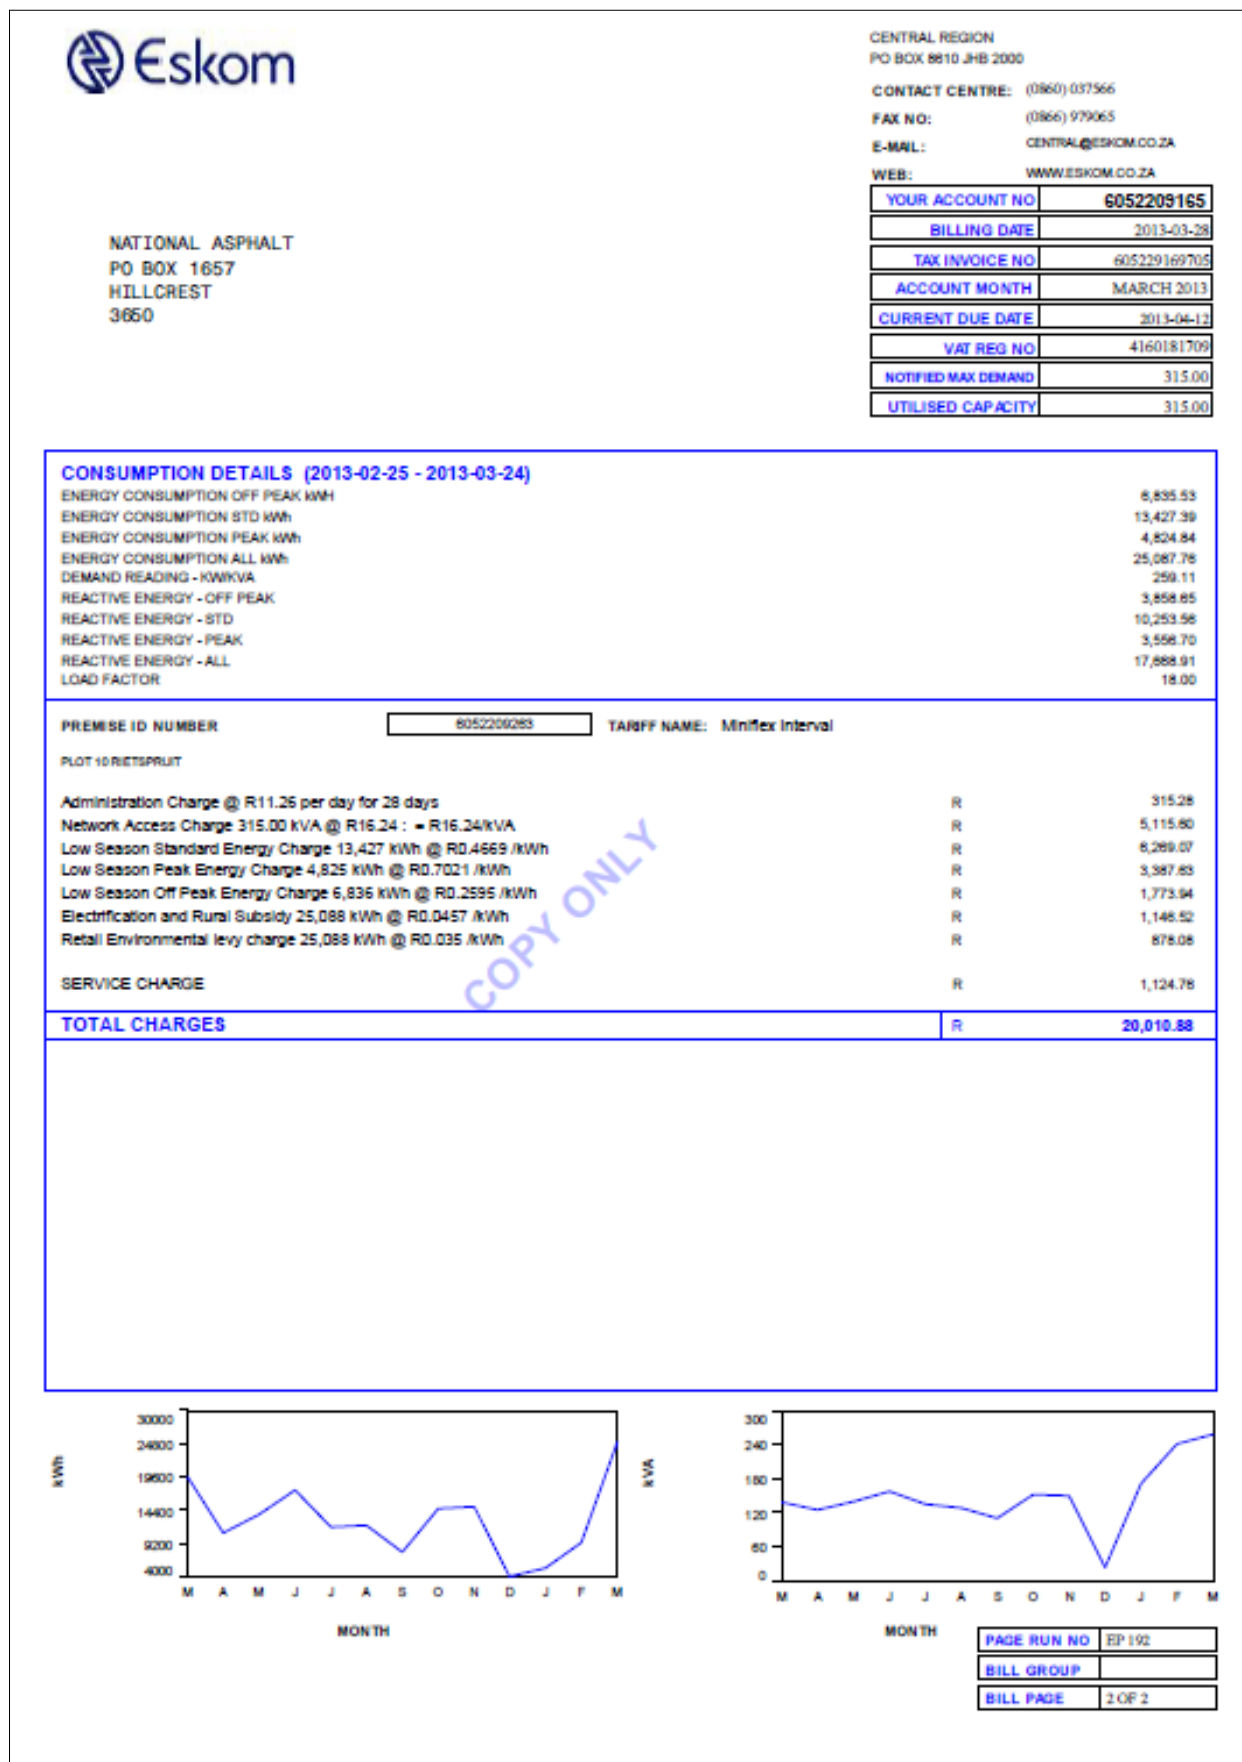 Eskom
CENTRAL REGION
PO BOX 8610 JHB 2000
CONTACT CENTRE: (0860) 037566
FAX NO: (0866) 979065
E-MAIL: CENTRAL@ESKOM.CO.ZA
WEB: WWW.ESKOM.CO.ZA
YOUR ACCOUNT NO 6052209165
BILLING DATE 2013-03-28
TAX INVOICE NO 605229169705
ACCOUNT MONTH MARCH 2013
CURRENT DUE DATE 2013-04-12
VAT REG NO 4160181709
NOTIFIED MAX DEMAND 315.00
UTILISED CAPACITY 315.00
NATIONAL ASPHALT
PO BOX 1657
HILLCREST
3650
CONSUMPTION DETAILS (2013-02-25 - 2013-03-24)
ENERGY CONSUMPTION OFF PEAK kWH 6,835.53
ENERGY CONSUMPTION STD kWh 13,427.39
ENERGY CONSUMPTION PEAK kWh 4,824.84
ENERGY CONSUMPTION ALL kWh 25,087.76
DEMAND READING - KW/KVA 259.11
REACTIVE ENERGY - OFF PEAK 3,858.65
REACTIVE ENERGY - STD 10,253.56
REACTIVE ENERGY - PEAK 3,556.70
REACTIVE ENERGY - ALL 17,668.91
LOAD FACTOR 18.00
PREMISE ID NUMBER 6052209263 TARIFF NAME: Miniflex Interval
PLOT 10 RIETSPRUIT
Administration Charge @ R11.26 per day for 28 days R 315.28
Network Access Charge 315.00 kVA @ R16.24 : = R16.24/kVA R 5,115.60
Low Season Standard Energy Charge 13,427 kWh @ R0.4669 /kWh R 6,269.07
Low Season Peak Energy Charge 4,825 kWh @ R0.7021 /kWh R 3,387.63
Low Season Off Peak Energy Charge 6,836 kWh @ R0.2595 /kWh R 1,773.94
Electrification and Rural Subsidy 25,088 kWh @ R0.0457 /kWh R 1,146.52
Retail Environmental levy charge 25,088 kWh @ R0.035 /kWh R 878.08
SERVICE CHARGE R 1,124.76
COPY ONLY
TOTAL CHARGES R 20,010.88
kWh
30000
24800
19600
14400
9200
4000
M A M J J A S O N D J F M
MONTH
kVA
300
240
180
120
60
0
M A M J J A S O N D J F M
MONTH
PAGE RUN NO EP 192
BILL GROUP
BILL PAGE 2 OF 2